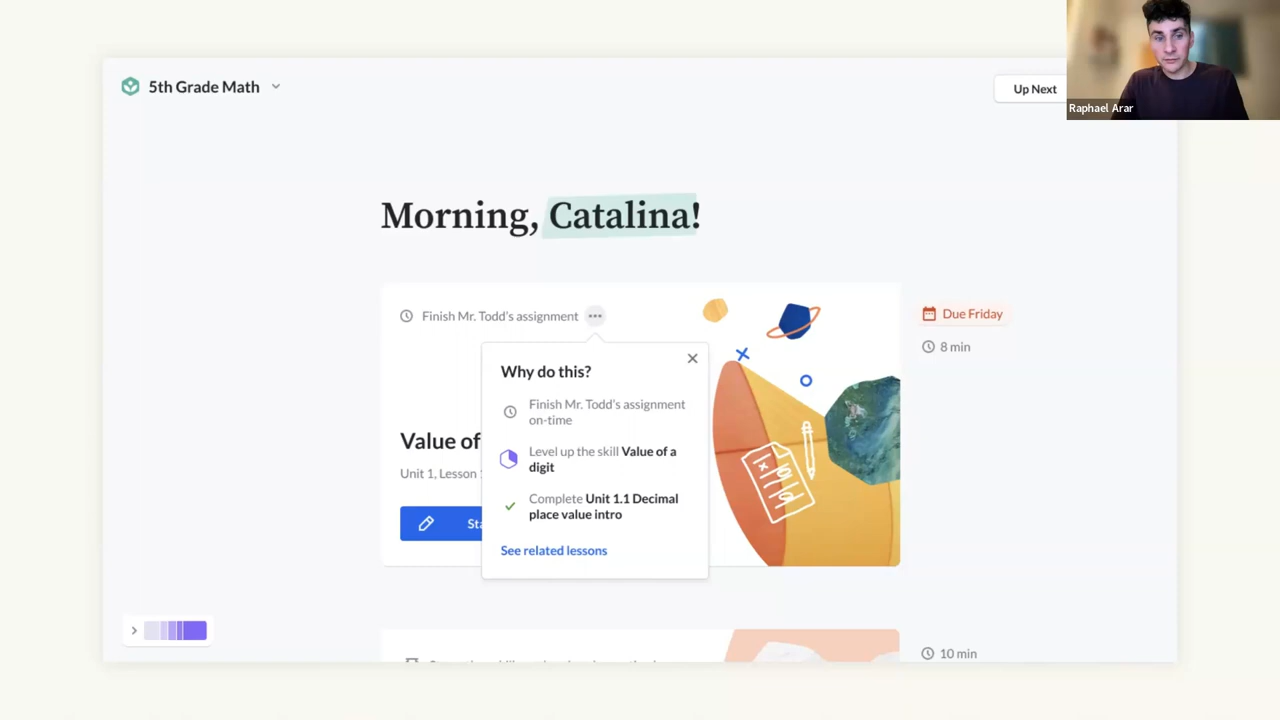 5th Grade Math
Up Next
Raphael Arar
Morning, Catalina!
Finish Mr. Todd's assignment
Due Friday
8 min
Why do this?
Finish Mr. Todd's assignment
on-time
Value of
Level up the skill Value of a
digit
Unit 1, Lesson
Complete Unit 1.1 Decimal
place value intro
See related lessons
10 min